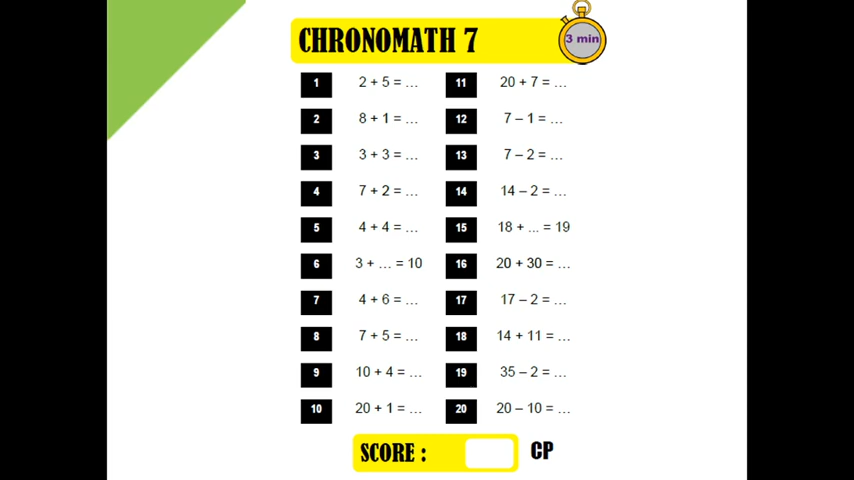 CHRONOMATH 7
3 min
1 2 + 5 = …
2 8 + 1 = …
3 3 + 3 = …
4 7 + 2 = …
5 4 + 4 = …
6 3 + … = 10
7 4 + 6 = …
8 7 + 5 = …
9 10 + 4 = …
10 20 + 1 = …
11 20 + 7 = …
12 7 – 1 = …
13 7 – 2 = …
14 14 – 2 = …
15 18 + ... = 19
16 20 + 30 = …
17 17 – 2 = …
18 14 + 11 = …
19 35 – 2 = …
20 20 – 10 = …
SCORE :
CP